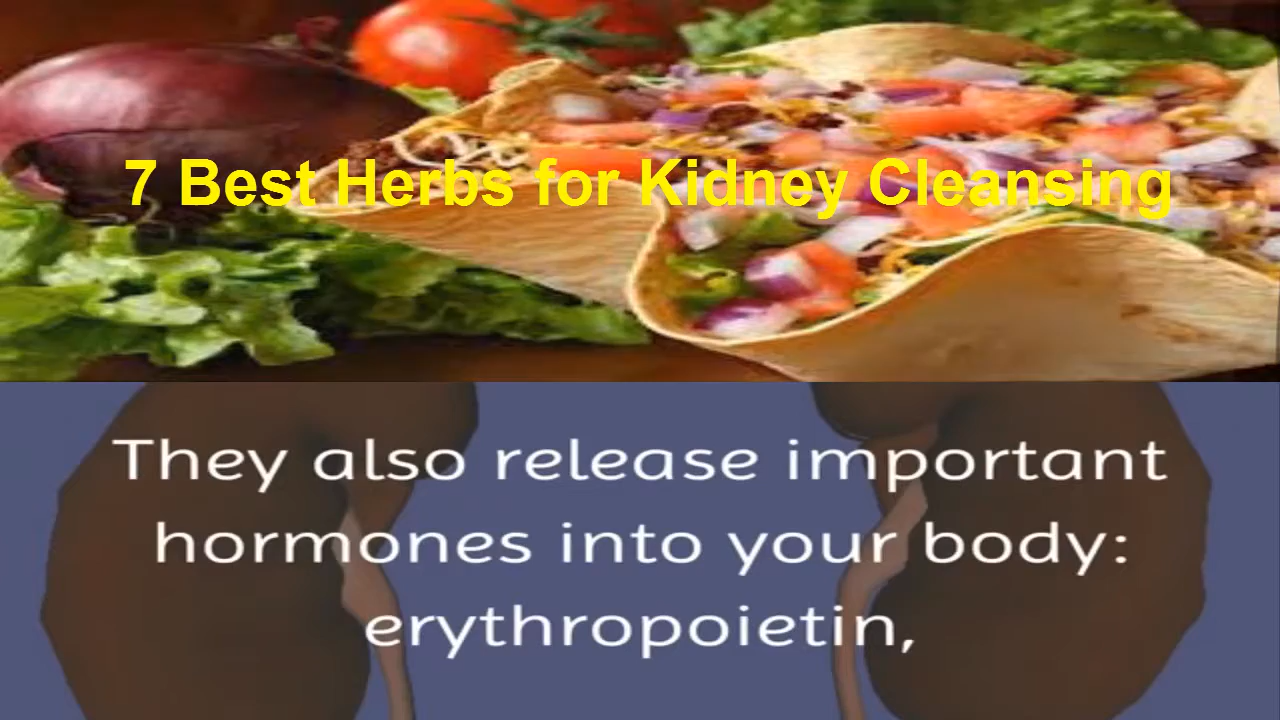 7 Best Herbs for Kidney Cleansing
They also release important
hormones into your body:
erythropoietin,